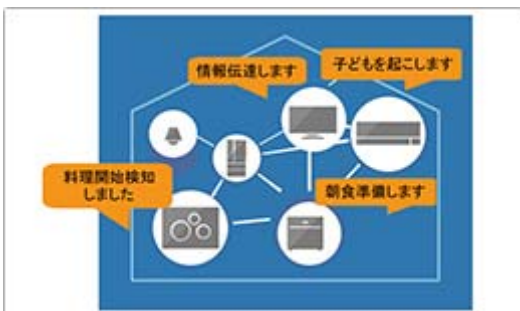 情報伝達します
子どもを起こします
料理開始検知
しました
朝食準備します